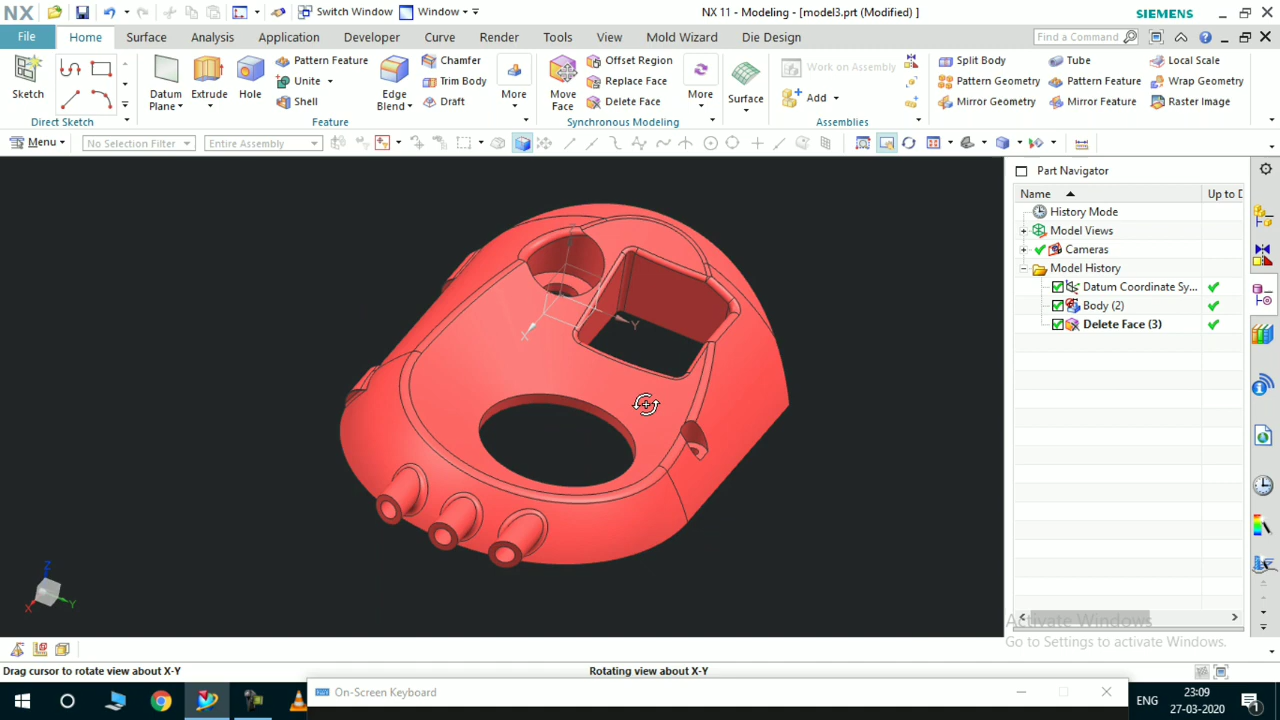 NX Switch Window Window NX 11 - Modeling - [model3.prt (Modified) ] SIEMENS
File Home Surface Analysis Application Developer Curve Render Tools View Mold Wizard Die Design Find a Command
Sketch Datum Plane Extrude Hole Pattern Feature Unite Shell Edge Blend Chamfer Trim Body Draft More Move Face Offset Region Replace Face Delete Face More Surface Work on Assembly Add Split Body Pattern Geometry Mirror Geometry Tube Pattern Feature Mirror Feature Local Scale Wrap Geometry Raster Image
Direct Sketch Feature Synchronous Modeling Assemblies
Menu No Selection Filter Entire Assembly
Part Navigator
Name Up to D
History Mode
Model Views
Cameras
Model History
Datum Coordinate Sy...
Body (2)
Delete Face (3)
X Y
Z
X Y
Activate Windows
Go to Settings to activate Windows.
Drag cursor to rotate view about X-Y Rotating view about X-Y
On-Screen Keyboard
ENG 23:09
27-03-2020 1